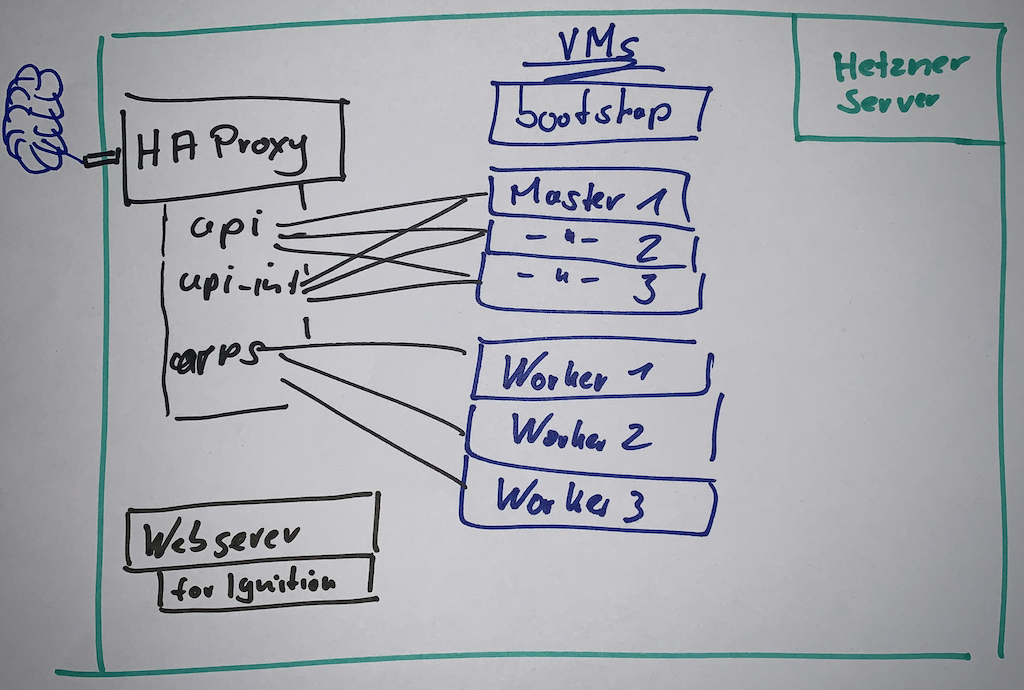 VMs
Hetzner
Server
bootstrap
HA Proxy
Master 1
api
- " - 2
api-int
- " - 3
apps
Worker 1
Worker 2
Worker 3
Webserer
for Ignition